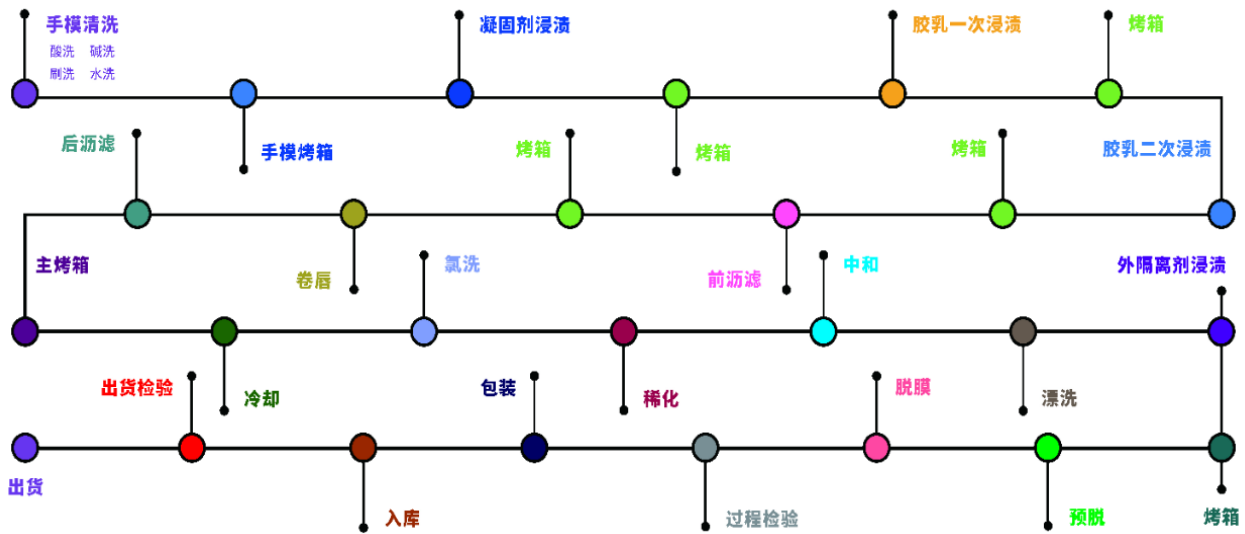 手模清洗
酸洗 碱洗
刷洗 水洗
凝固剂浸渍
胶乳一次浸渍
烤箱
手模烤箱
烤箱
后沥滤
烤箱
烤箱
胶乳二次浸渍
卷唇
前沥滤
主烤箱
氯洗
中和
外隔离剂浸渍
冷却
稀化
漂洗
出货检验
包装
脱膜
出货
入库
过程检验
预脱
烤箱